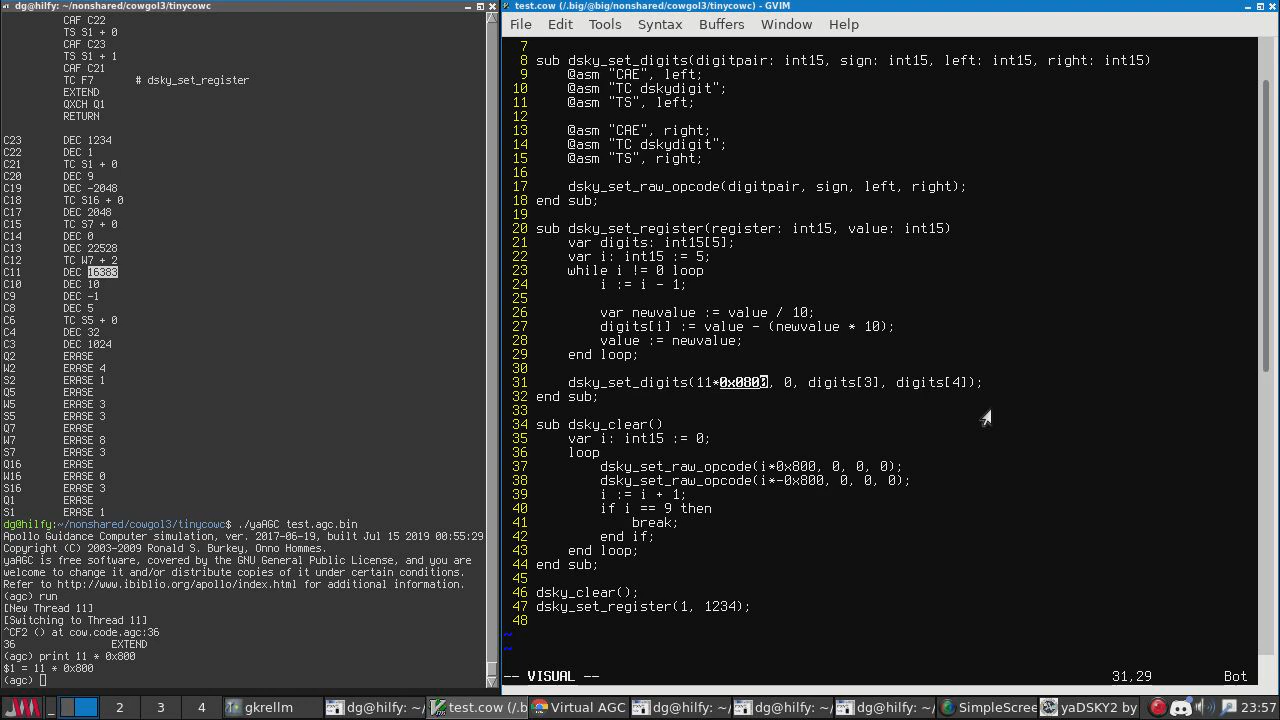 dg@hilfy: ~/nonshared/cowgol3/tinycowc
CAF C22
TS S1 + 0
CAF C23
TS S1 + 1
CAF C21
TC F7 # dsky_set_register
EXTEND
QXCH Q1
RETURN
C23 DEC 1234
C22 DEC 1
C21 TC S1 + 0
C20 DEC 9
C19 DEC -2048
C18 TC S16 + 0
C17 DEC 2048
C15 TC S7 + 0
C14 DEC 0
C13 DEC 22528
C12 TC W7 + 2
C11 DEC 16383
C10 DEC 10
C9 DEC -1
C8 DEC 5
C6 TC S5 + 0
C4 DEC 32
C3 DEC 1024
Q2 ERASE
W2 ERASE 4
S2 ERASE 1
Q5 ERASE
W5 ERASE 3
S5 ERASE 3
Q7 ERASE
W7 ERASE 8
S7 ERASE 3
Q16 ERASE
W16 ERASE 0
S16 ERASE 3
Q1 ERASE
S1 ERASE 1
dg@hilfy:~/nonshared/cowgol3/tinycowc$ ./yaAGC test.agc.bin
Apollo Guidance Computer simulation, ver. 2017-06-19, built Jul 15 2019 00:55:29
Copyright (C) 2003-2009 Ronald S. Burkey, Onno Hommes.
yaAGC is free software, covered by the GNU General Public License, and you are
welcome to change it and/or distribute copies of it under certain conditions.
Refer to http://www.ibiblio.org/apollo/index.html for additional information.
(agc) run
[New Thread 11]
[Switching to Thread 11]
^CF2 () at cow.code.agc:36
36 EXTEND
(agc) print 11 * 0x800
$1 = 11 * 0x800
(agc)
test.cow (/.big/@big/nonshared/cowgol3/tinycowc) - GVIM
File Edit Tools Syntax Buffers Window Help
7
8 sub dsky_set_digits(digitpair: int15, sign: int15, left: int15, right: int15)
9 @asm "CAE", left;
10 @asm "TC dskydigit";
11 @asm "TS", left;
12
13 @asm "CAE", right;
14 @asm "TC dskydigit";
15 @asm "TS", right;
16
17 dsky_set_raw_opcode(digitpair, sign, left, right);
18 end sub;
19
20 sub dsky_set_register(register: int15, value: int15)
21 var digits: int15[5];
22 var i: int15 := 5;
23 while i != 0 loop
24 i := i - 1;
25
26 var newvalue := value / 10;
27 digits[i] := value - (newvalue * 10);
28 value := newvalue;
29 end loop;
30
31 dsky_set_digits(11*0x0800, 0, digits[3], digits[4]);
32 end sub;
33
34 sub dsky_clear()
35 var i: int15 := 0;
36 loop
37 dsky_set_raw_opcode(i*0x800, 0, 0, 0);
38 dsky_set_raw_opcode(i*-0x800, 0, 0, 0);
39 i := i + 1;
40 if i == 9 then
41 break;
42 end if;
43 end loop;
44 end sub;
45
46 dsky_clear();
47 dsky_set_register(1, 1234);
48
~
~
-- VISUAL -- 31,29 Bot
2 3 4 gkrellm dg@hilfy: ~/ test.cow (/.b Virtual AGC dg@hilfy: ~/ dg@hilfy: ~/ dg@hilfy: ~/ SimpleScree yaDSKY2 by 23:57